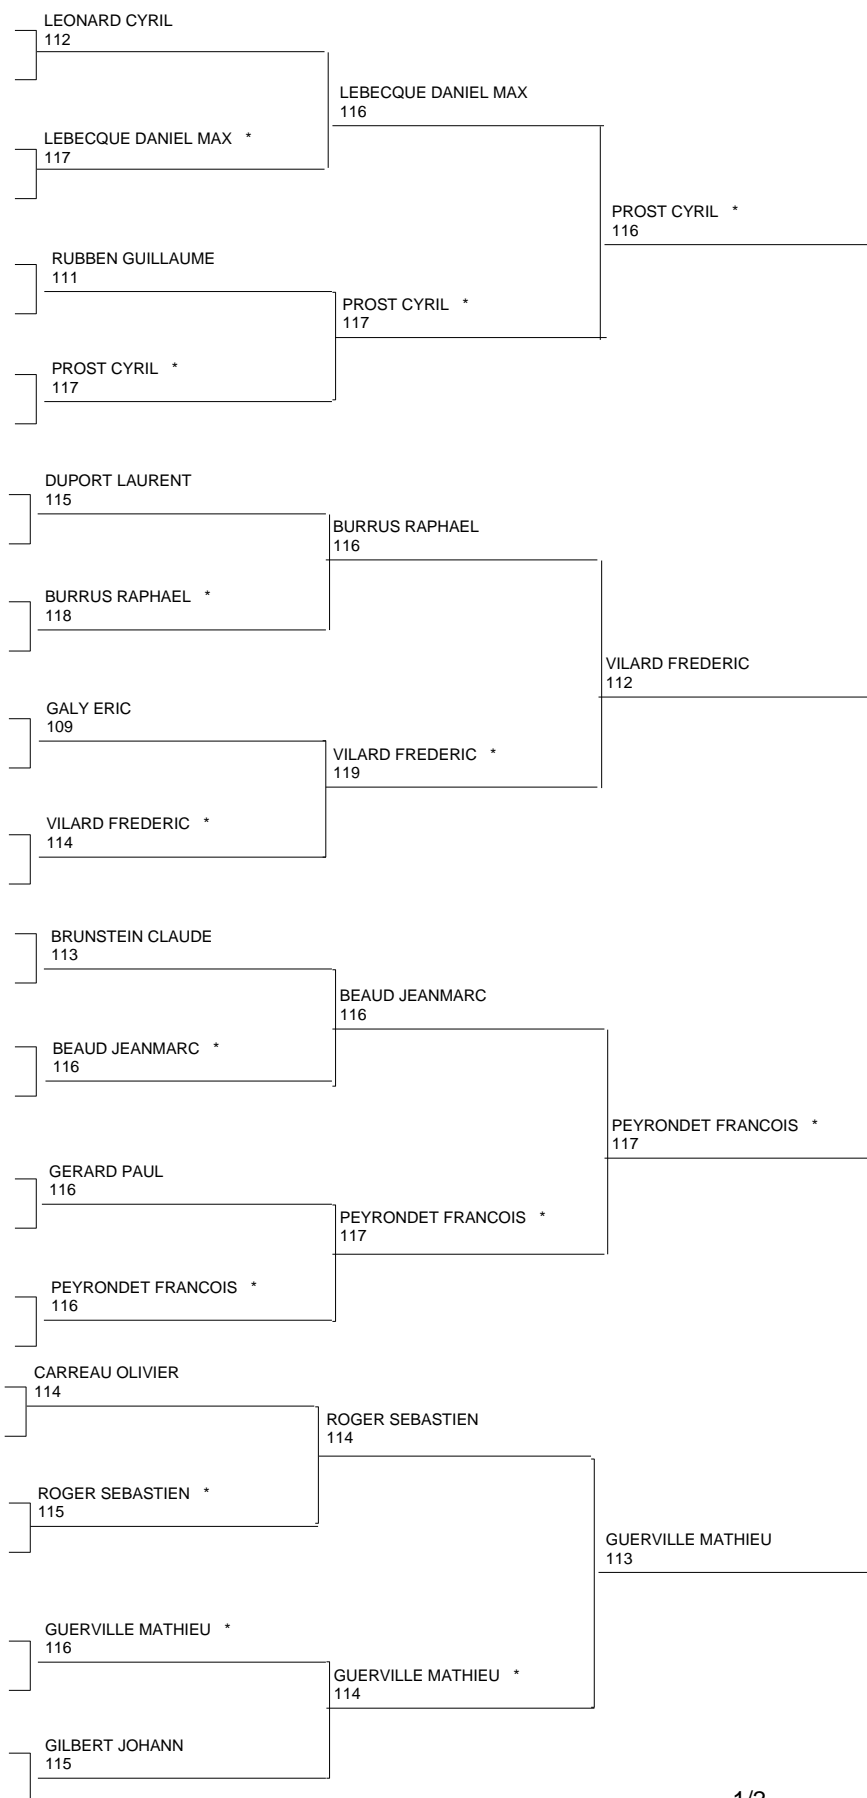 LEONARD CYRIL
112
LEBECQUE DANIEL MAX
116
LEBECQUE DANIEL MAX *
117
PROST CYRIL *
116
RUBBEN GUILLAUME
111
PROST CYRIL *
117
PROST CYRIL *
117
DUPORT LAURENT
115
BURRUS RAPHAEL
116
BURRUS RAPHAEL *
118
VILARD FREDERIC
112
GALY ERIC
109
VILARD FREDERIC *
119
VILARD FREDERIC *
114
BRUNSTEIN CLAUDE
113
BEAUD JEANMARC
116
BEAUD JEANMARC *
116
PEYRONDET FRANCOIS *
117
GERARD PAUL
116
PEYRONDET FRANCOIS *
117
PEYRONDET FRANCOIS *
116
CARREAU OLIVIER
114
ROGER SEBASTIEN
114
ROGER SEBASTIEN *
115
GUERVILLE MATHIEU
113
GUERVILLE MATHIEU *
116
GUERVILLE MATHIEU *
114
GILBERT JOHANN
115